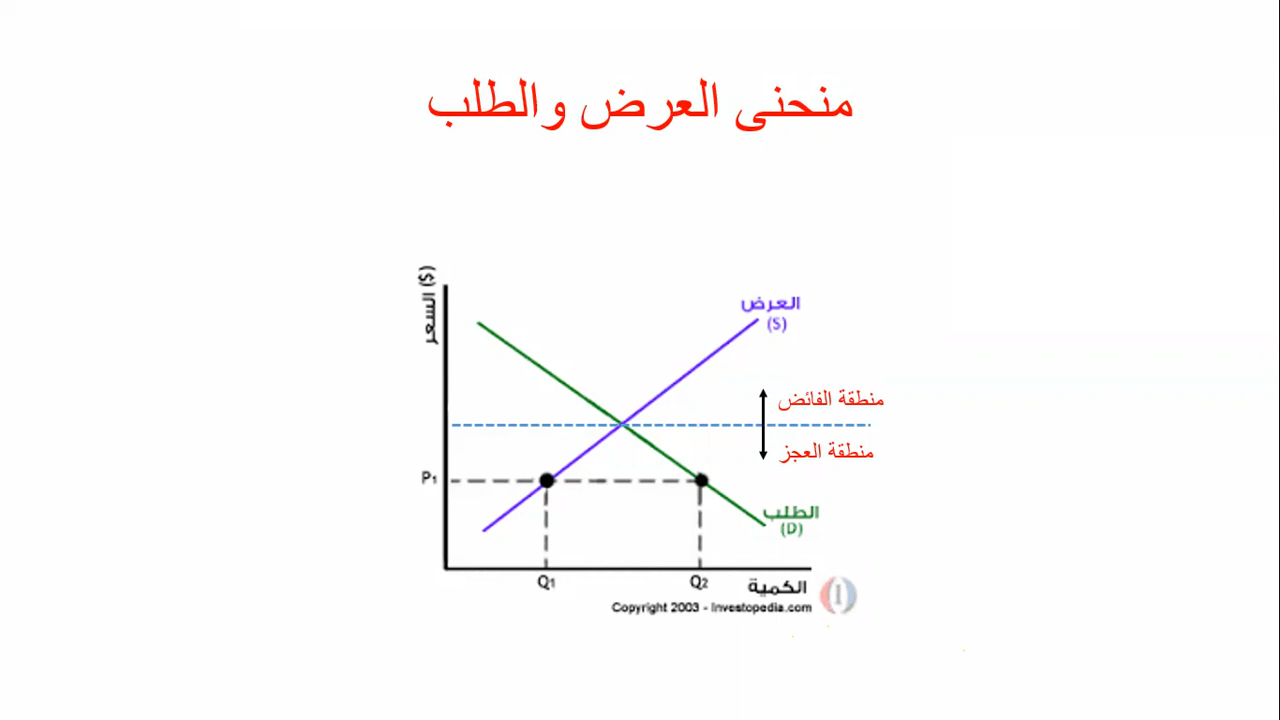 منحنى العرض والطلب
السعر ($)
العرض
(S)
منطقة الفائض
منطقة العجز
P1
الطلب
(D)
Q1
Q2
الكمية
I
Copyright 2003 - Investopedia.com